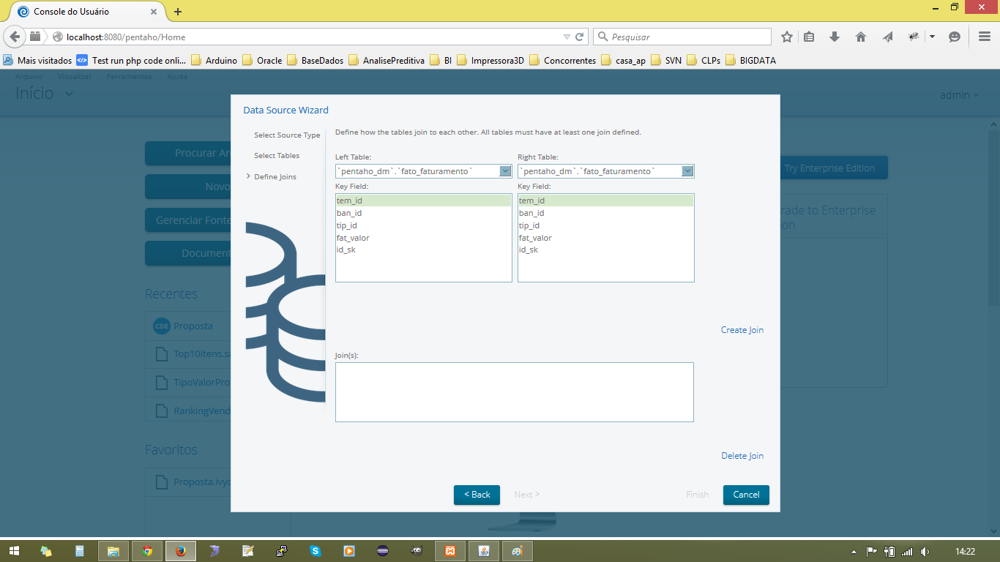 Console do Usuário
localhost:8080/pentaho/Home
Pesquisar
Mais visitados
Test run php code onli...
Arduino
Oracle
BaseDados
AnalisePreditiva
BI
Impressora3D
Concorrentes
casa_ap
SVN
CLPs
BIGDATA
Arquivo
Visualizar
Ferramentas
Ajuda
Início
admin
Procurar Ar
Novo
Gerenciar Fonte
Document
Try Enterprise Edition
rade to Enterprise
on
Recentes
CDE
Proposta
Top10Itens.sa
TipoValorPro
RankingVend
Favoritos
Proposta.ivyc
Data Source Wizard
Select Source Type
Select Tables
Define Joins
Define how the tables join to each other. All tables must have at least one join defined.
Left Table:
`pentaho_dm`.`fato_faturamento`
Key Field:
tem_id
ban_id
tip_id
fat_valor
id_sk
Right Table:
`pentaho_dm`.`fato_faturamento`
Key Field:
tem_id
ban_id
tip_id
fat_valor
id_sk
Create Join
Join(s):
Delete Join
< Back
Next >
Finish
Cancel
14:22